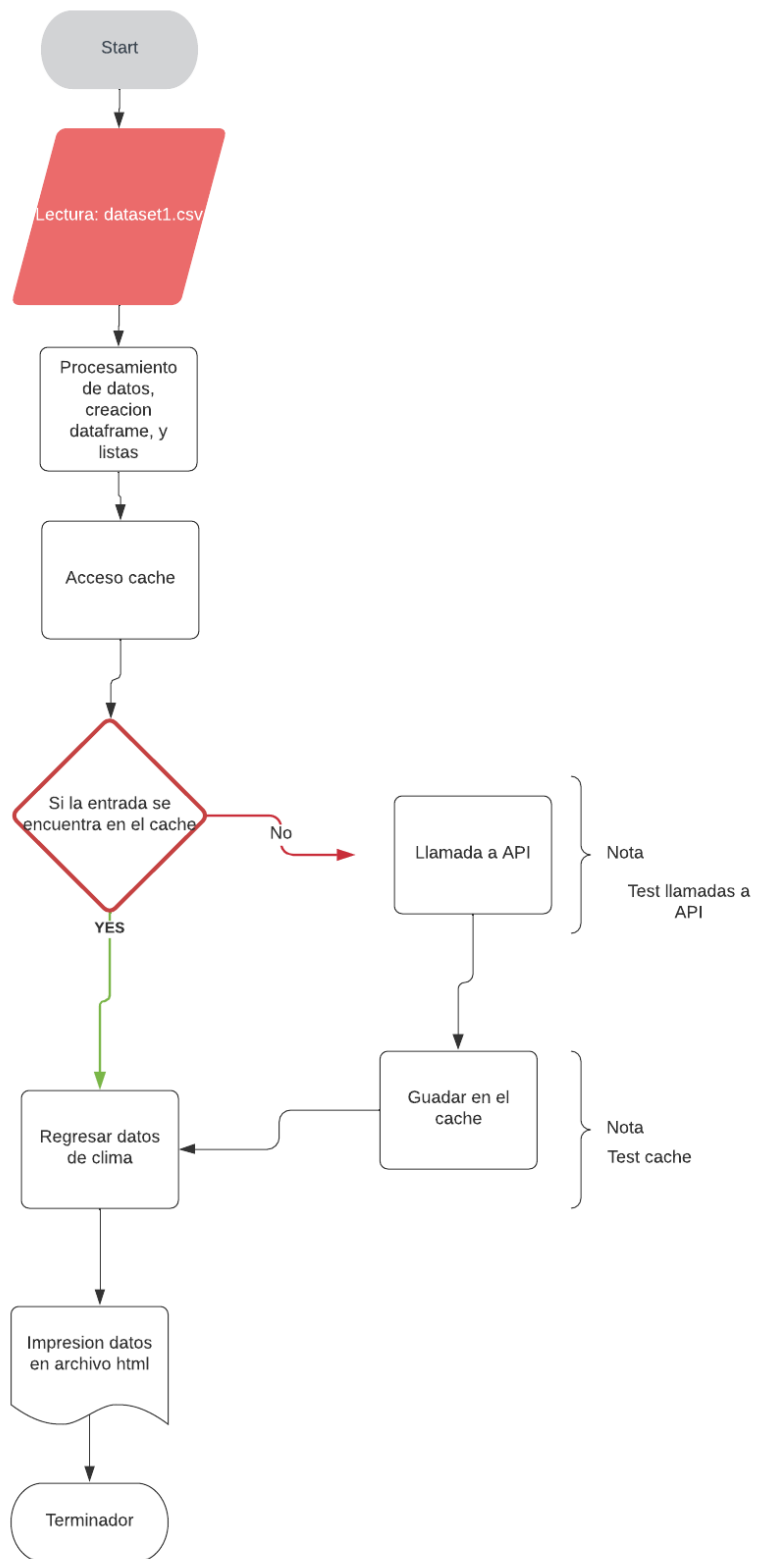 Start
Lectura: dataset1.csv
Procesamiento
de datos,
creacion
dataframe, y
listas
Acceso cache
Si la entrada se
encuentra en el cache
No
Llamada a API
Nota
Test llamadas a
API
YES
Guadar en el
cache
Nota
Test cache
Regresar datos
de clima
Impresion datos
en archivo html
Terminador